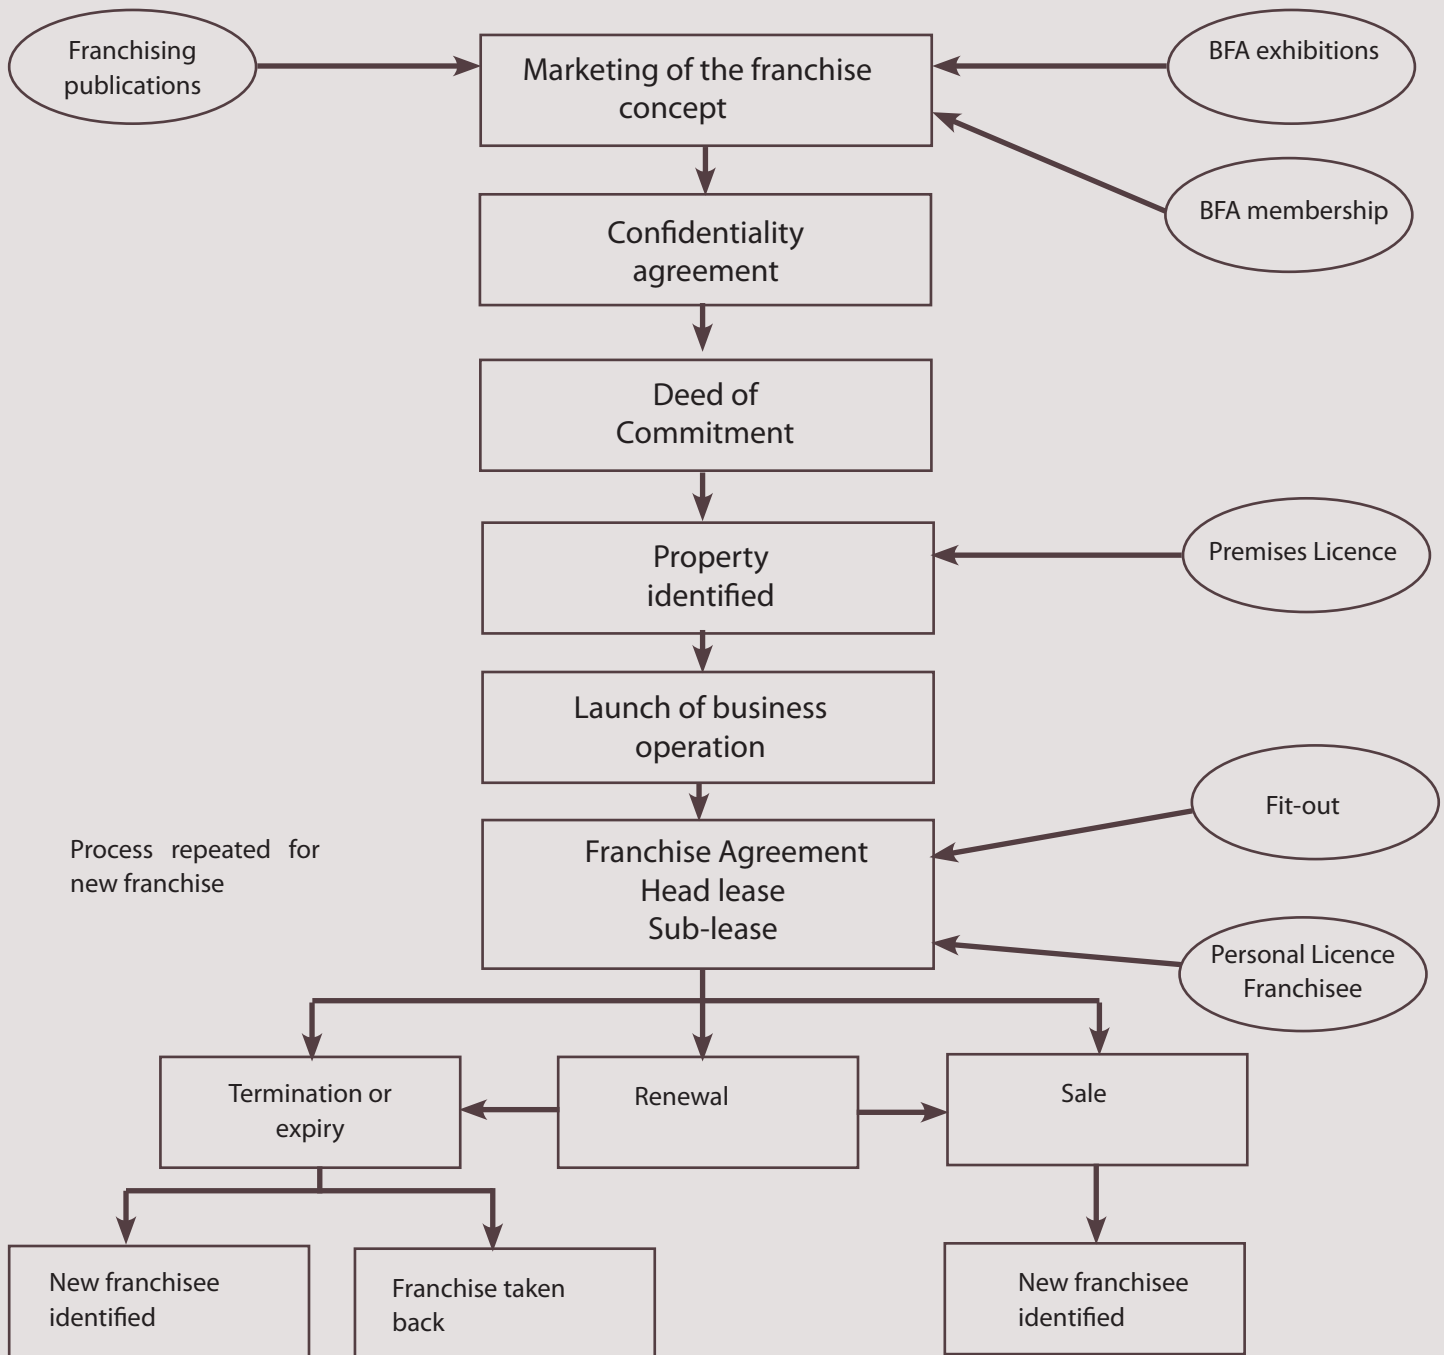 Franchising
publications
Marketing of the franchise
concept
BFA exhibitions
BFA membership
Confidentiality
agreement
Deed of
Commitment
Property
identified
Premises Licence
Launch of business
operation
Fit-out
Process repeated for
new franchise
Franchise Agreement
Head lease
Sub-lease
Personal Licence
Franchisee
Termination or
expiry
Renewal
Sale
New franchisee
identified
Franchise taken
back
New franchisee
identified